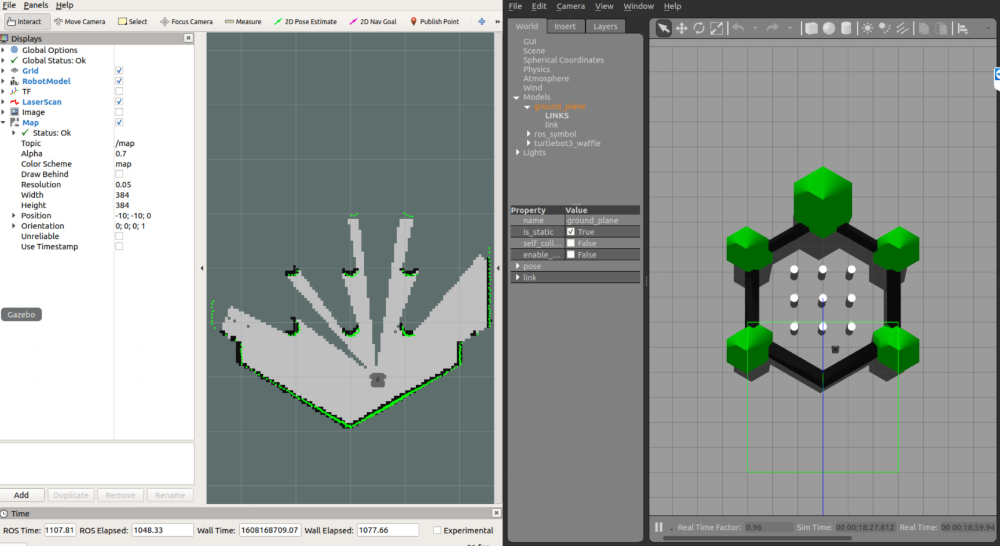 File Panels Help
Interact Move Camera Select Focus Camera Measure 2D Pose Estimate 2D Nav Goal Publish Point »
Displays
Global Options
Global Status: Ok
Grid
RobotModel
TF
LaserScan
Image
Map
Status: Ok
Topic /map
Alpha 0.7
Color Scheme map
Draw Behind
Resolution 0.05
Width 384
Height 384
Position -10; -10; 0
Orientation 0; 0; 0; 1
Unreliable
Use Timestamp
Gazebo
Add Duplicate Remove Rename
Time
ROS Time: 1107.81 ROS Elapsed: 1048.33 Wall Time: 1608168709.07 Wall Elapsed: 1077.66 Experimental
File Edit Camera View Window Help
World Insert Layers
GUI
Scene
Spherical Coordinates
Physics
Atmosphere
Wind
Models
ground_plane
LINKS
link
ros_symbol
turtlebot3_waffle
Lights
Property Value
name ground_plane
is_static True
self_coll... False
enable_... False
pose
link
Real Time Factor: 0.96 Sim Time: 00 00:18:27.812 Real Time: 00 00:18:59.94